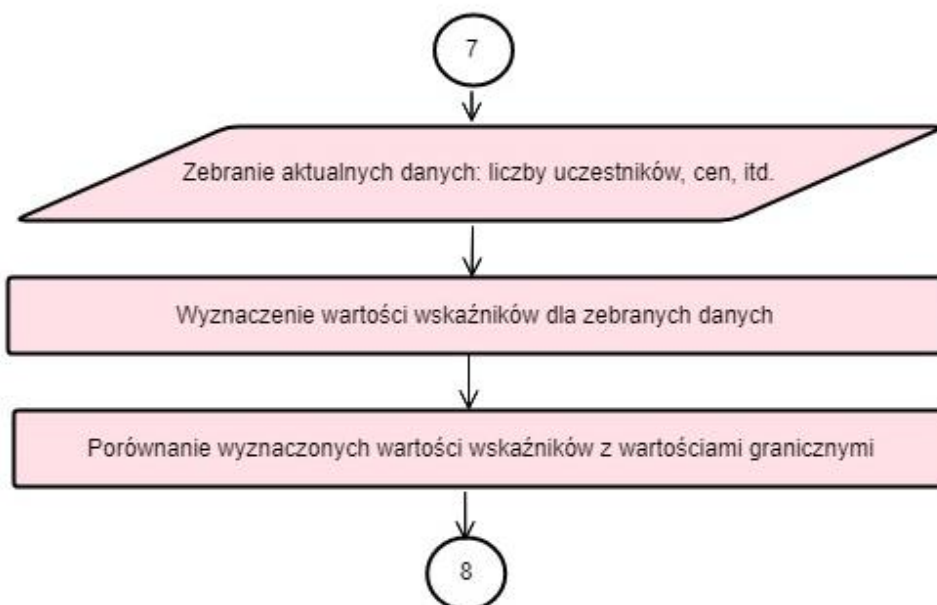 7
Zebranie aktualnych danych: liczby uczestników, cen, itd.
Wyznaczenie wartości wskaźników dla zebranych danych
Porównanie wyznaczonych wartości wskaźników z wartościami granicznymi
8